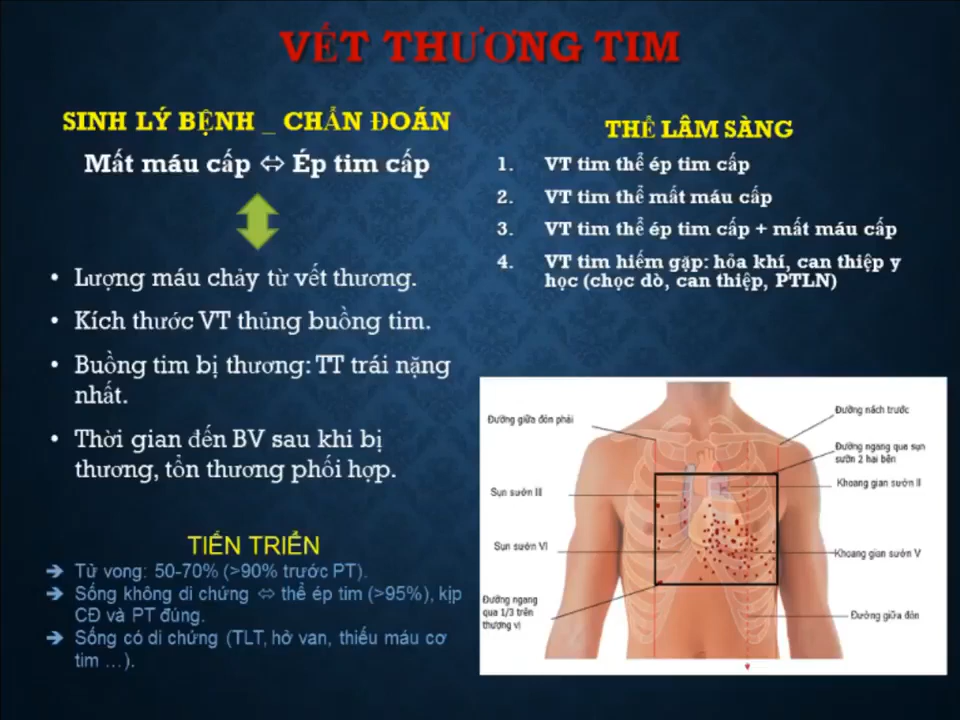 VẾT THƯƠNG TIM
SINH LÝ BỆNH _ CHẨN ĐOÁN
Mất máu cấp ⇔ Ép tim cấp
• Lượng máu chảy từ vết thương.
• Kích thước VT thủng buồng tim.
• Buồng tim bị thương: TT trái nặng
nhất.
• Thời gian đến BV sau khi bị
thương, tổn thương phối hợp.
TIẾN TRIỂN
➔ Tử vong: 50-70% (>90% trước PT).
➔ Sống không di chứng ⇔ thể ép tim (>95%), kịp
CĐ và PT đúng.
➔ Sống có di chứng (TLT, hở van, thiếu máu cơ
tim ...).
THỂ LÂM SÀNG
1. VT tim thể ép tim cấp
2. VT tim thể mất máu cấp
3. VT tim thể ép tim cấp + mất máu cấp
4. VT tim hiếm gặp: hỏa khí, can thiệp y
học (chọc dò, can thiệp, PTLN)
Đường giữa đòn phải
Đường nách trước
Đường ngang qua sụn
sườn 2 hai bên
Khoang gian sườn II
Sụn sườn III
Sụn sườn VI
Khoang gian sườn V
Đường ngang
qua 1/3 trên
thượng vị
Đường giữa đòn